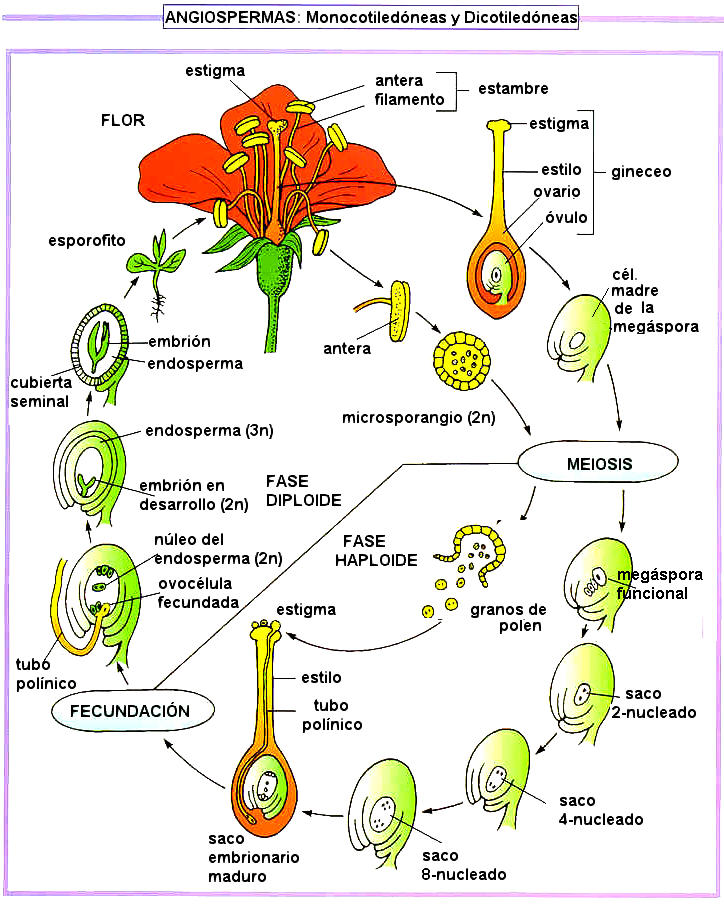 ANGIOSPERMAS: Monocotiledóneas y Dicotiledóneas
FLOR
estigma
antera
filamento
estambre
estigma
estilo
ovario
óvulo
gineceo
esporofito
cél.
madre
de la
megáspora
embrión
endosperma
cubierta
seminal
antera
microsporangio (2n)
endosperma (3n)
embrión en
desarrollo (2n)
FASE
DIPLOIDE
MEIOSIS
FASE
HAPLOIDE
núleo del
endosperma (2n)
ovocélula
fecundada
tubo
polínico
granos de
polen
megáspora
funcional
estigma
estilo
tubo
polínico
FECUNDACIÓN
saco
2-nucleado
saco
4-nucleado
saco
8-nucleado
saco
embrionario
maduro